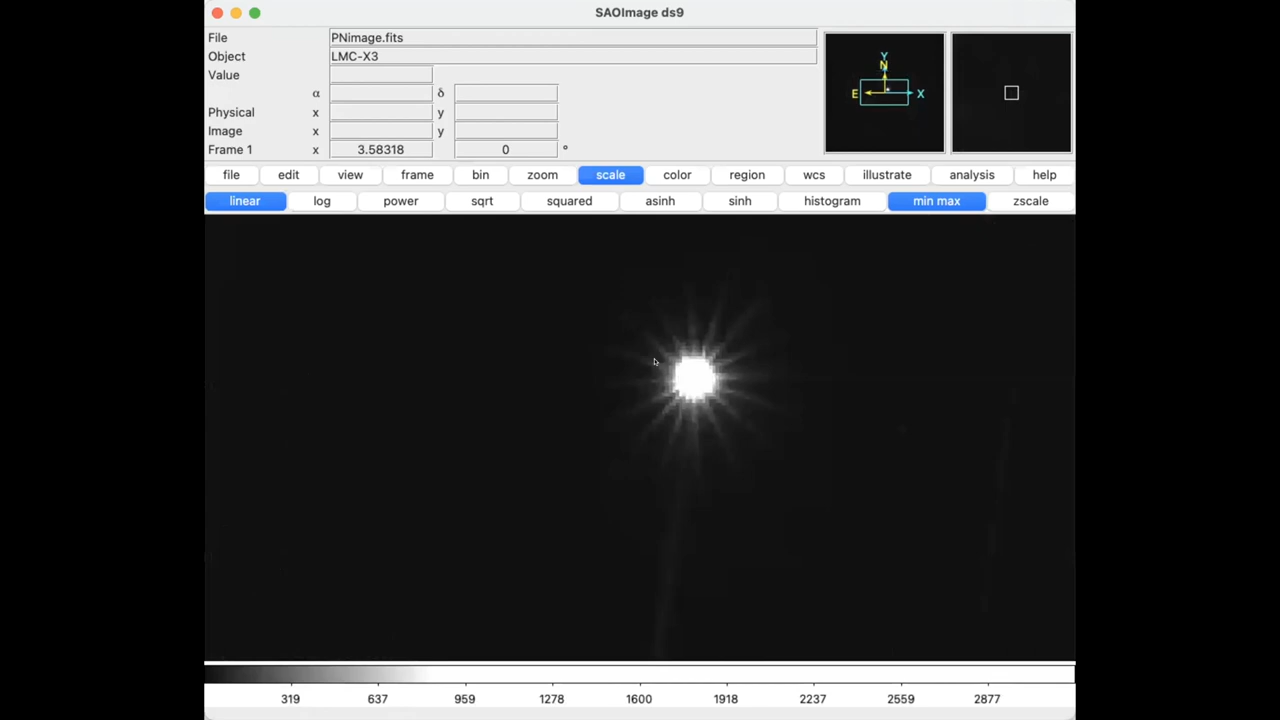 SAOImage ds9
File PNimage.fits
Object LMC-X3
Value
α δ
Physical x y
Image x y
Frame 1 x 3.58318 0 °
Y
N
E X
file edit view frame bin zoom scale color region wcs illustrate analysis help
linear log power sqrt squared asinh sinh histogram min max zscale
319 637 959 1278 1600 1918 2237 2559 2877